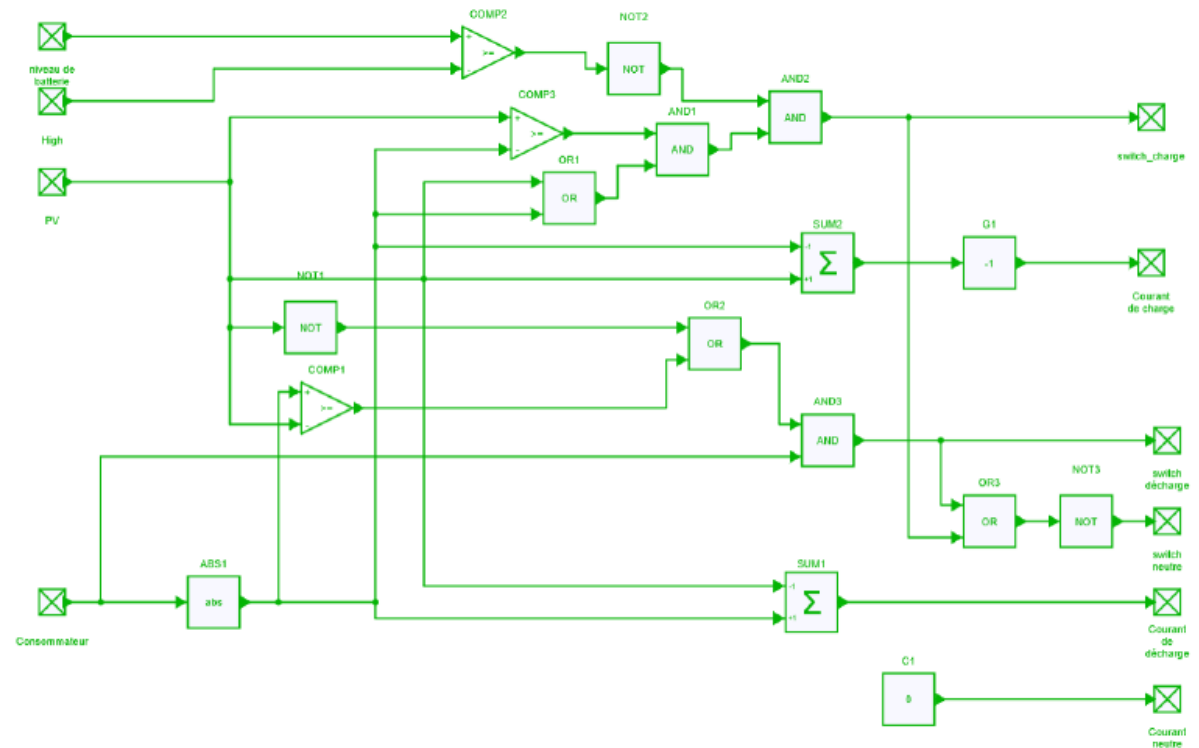 COMP2
NOT2
+
>=
-
NOT
niveau de
batterie
AND2
COMP3
AND1
AND
High
+
>=
-
AND
switch_charge
OR1
OR
PV
SUM2
G1
-1
Σ
+1
-1
Courant
de charge
NOT1
NOT
OR2
OR
COMP1
+
>=
-
AND3
AND
switch
décharge
OR3
NOT3
OR
NOT
switch
neutre
ABS1
abs
SUM1
-1
Σ
+1
Consommateur
Courant
de
décharge
C1
0
Courant
neutre